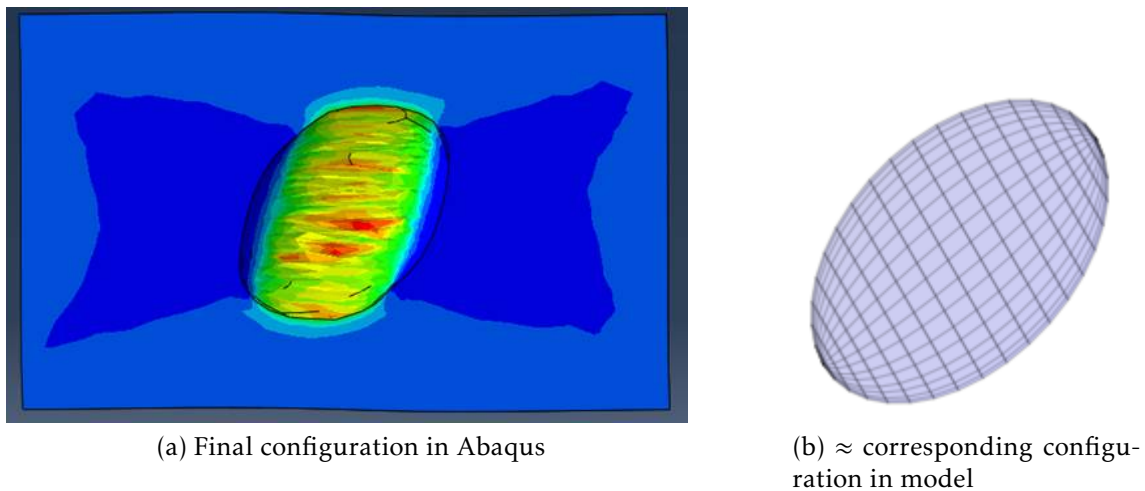 (a) Final configuration in Abaqus
(b) ≈ corresponding configu-
ration in model